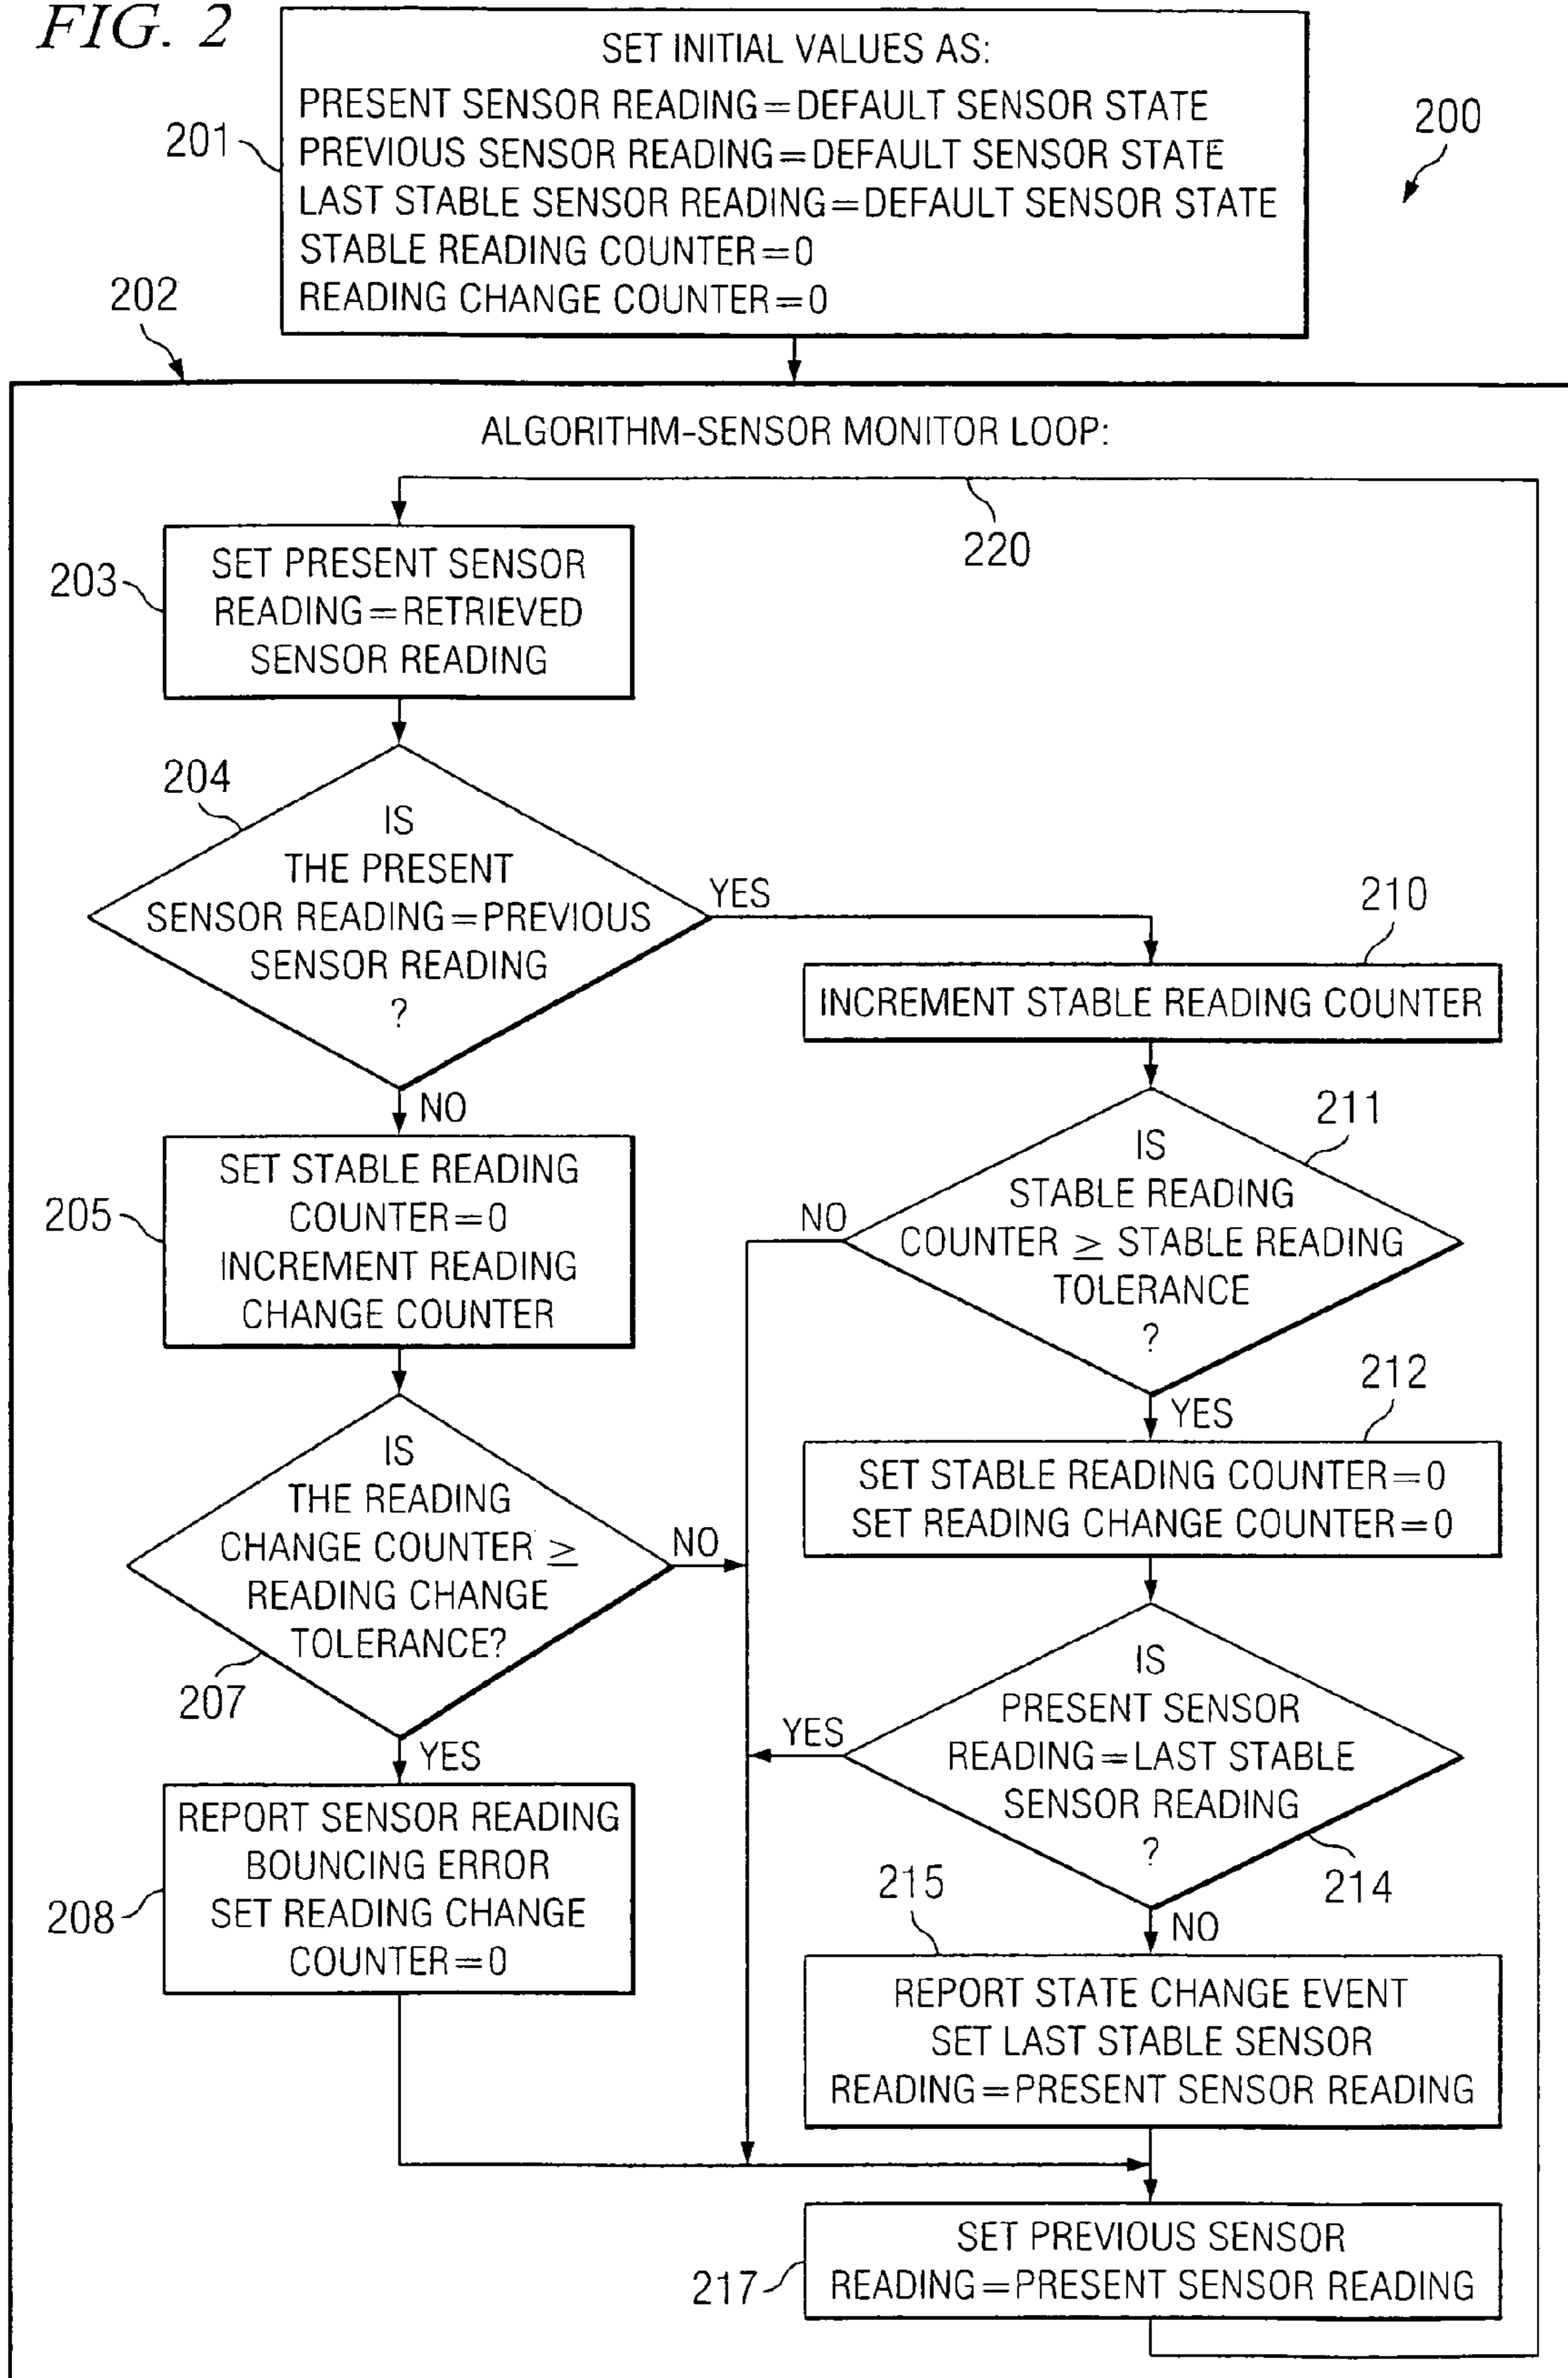 FIG. 2
SET INITIAL VALUES AS:
PRESENT SENSOR READING=DEFAULT SENSOR STATE
PREVIOUS SENSOR READING=DEFAULT SENSOR STATE
LAST STABLE SENSOR READING=DEFAULT SENSOR STATE
STABLE READING COUNTER=0
READING CHANGE COUNTER=0
201
200
202
ALGORITHM-SENSOR MONITOR LOOP:
220
203
SET PRESENT SENSOR
READING=RETRIEVED
SENSOR READING
204
IS
THE PRESENT
SENSOR READING=PREVIOUS
SENSOR READING
?
YES
NO
210
INCREMENT STABLE READING COUNTER
205
SET STABLE READING
COUNTER=0
INCREMENT READING
CHANGE COUNTER
211
IS
STABLE READING
COUNTER ≥ STABLE READING
TOLERANCE
?
NO
YES
212
SET STABLE READING COUNTER=0
SET READING CHANGE COUNTER=0
IS
THE READING
CHANGE COUNTER ≥
READING CHANGE
TOLERANCE?
207
NO
YES
IS
PRESENT SENSOR
READING=LAST STABLE
SENSOR READING
?
214
YES
NO
208
REPORT SENSOR READING
BOUNCING ERROR
SET READING CHANGE
COUNTER=0
215
REPORT STATE CHANGE EVENT
SET LAST STABLE SENSOR
READING=PRESENT SENSOR READING
217
SET PREVIOUS SENSOR
READING=PRESENT SENSOR READING